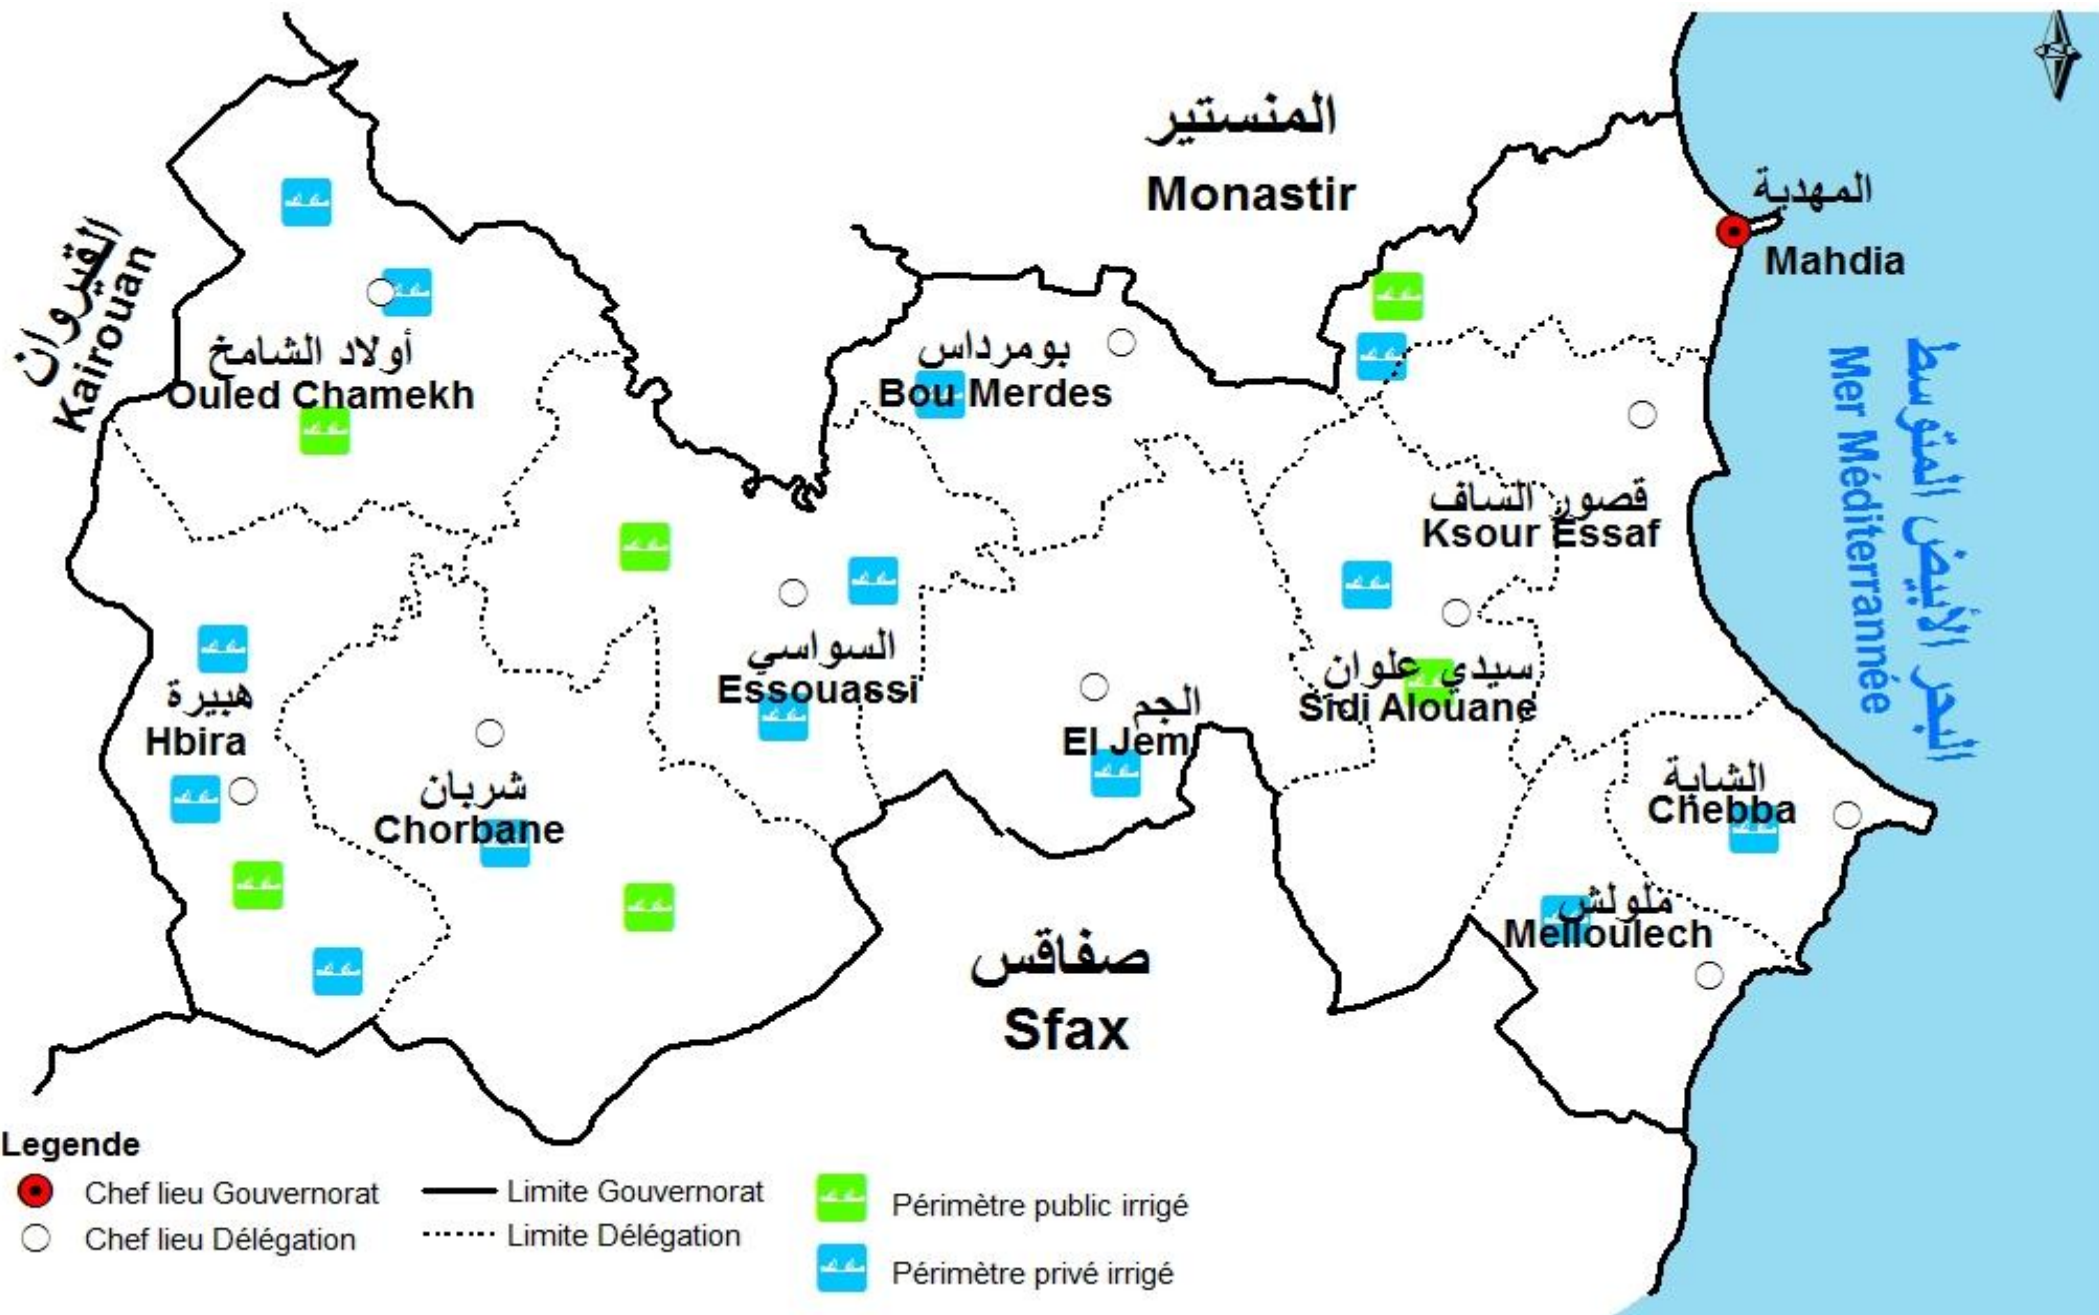 المنستير
Monastir
المهدية
Mahdia
القيروان
Kairouan
أولاد الشامخ
Ouled Chamekh
بومرداس
Bou Merdes
البحر الأبيض المتوسط
Mer Méditerrannée
قصور الساف
Ksour Essaf
السواسي
Essouassi
سيدي علوان
Sidi Alouane
هبيرة
Hbira
الجم
El Jem
شربان
Chorbane
الشابة
Chebba
ملولش
Melloulech
صفاقس
Sfax
Legende
Chef lieu Gouvernorat
Limite Gouvernorat
Périmètre public irrigé
Chef lieu Délégation
Limite Délégation
Périmètre privé irrigé